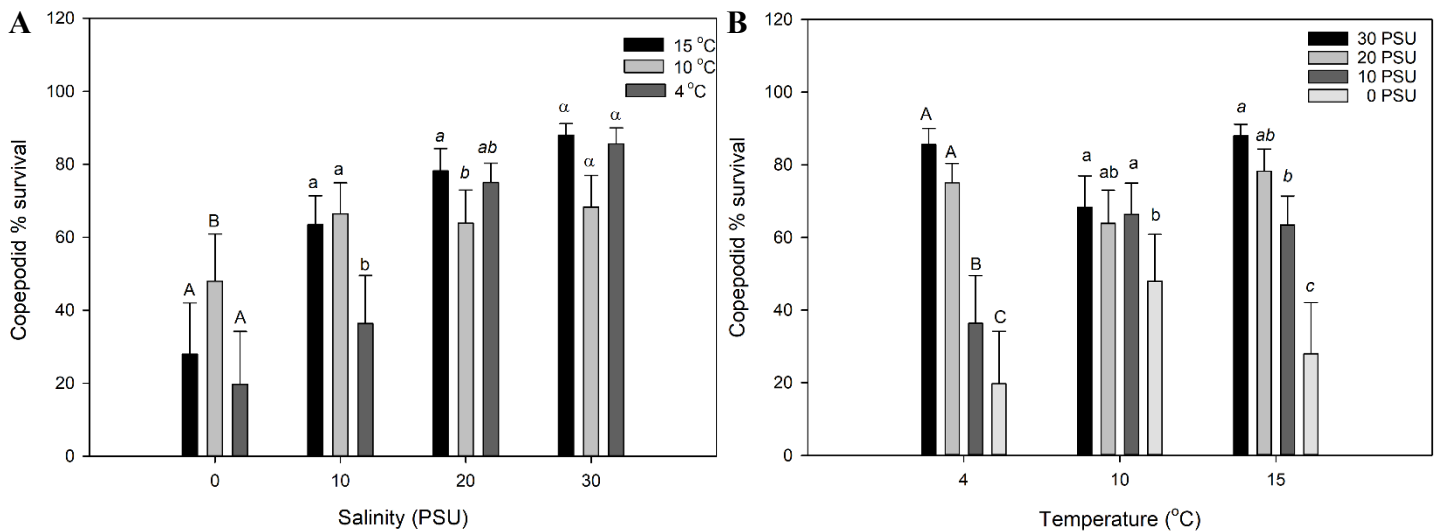 A
120
100
80
60
40
20
0
Copepodid % survival
15 °C
10 °C
4 °C
A
B
A
a
a
b
a
b
ab
α
α
α
0
10
20
30
Salinity (PSU)
B
120
100
80
60
40
20
0
Copepodid % survival
30 PSU
20 PSU
10 PSU
0 PSU
A
A
B
C
a
ab
a
b
a
ab
b
c
4
10
15
Temperature (°C)